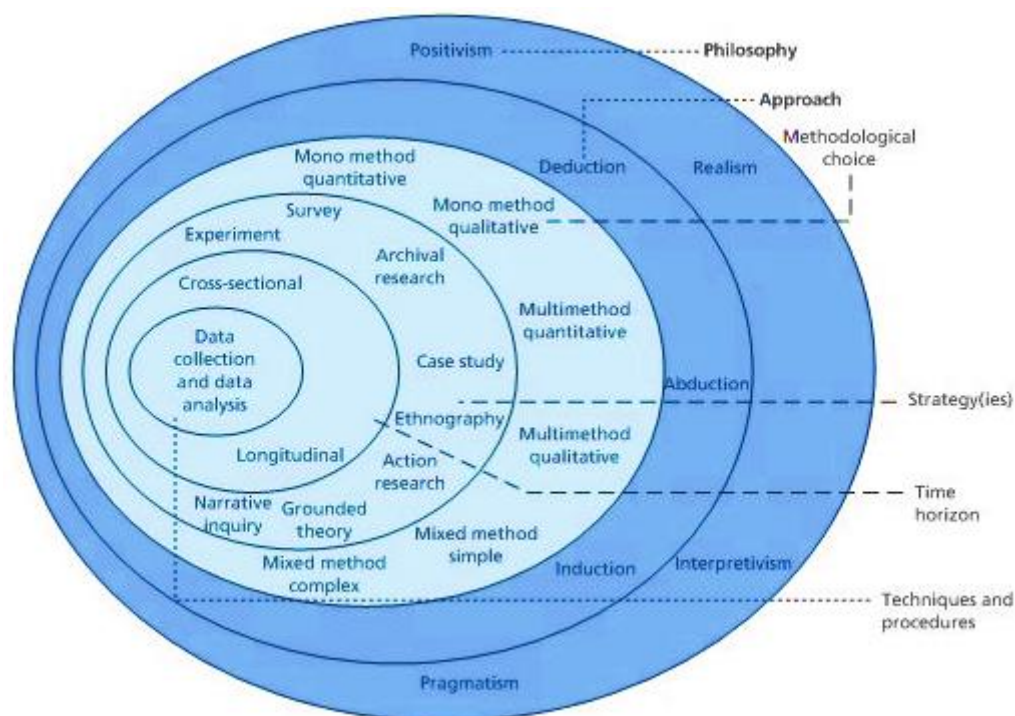 Positivism
Philosophy
Approach
Methodological
choice
Mono method
quantitative
Deduction
Realism
Mono method
qualitative
Survey
Experiment
Archival
research
Cross-sectional
Multimethod
quantitative
Data
collection
and data
analysis
Case study
Abduction
Strategy(ies)
Ethnography
Multimethod
qualitative
Longitudinal
Action
research
Time
horizon
Narrative
inquiry
Grounded
theory
Mixed method
simple
Mixed method
complex
Induction
Interpretivism
Techniques and
procedures
Pragmatism